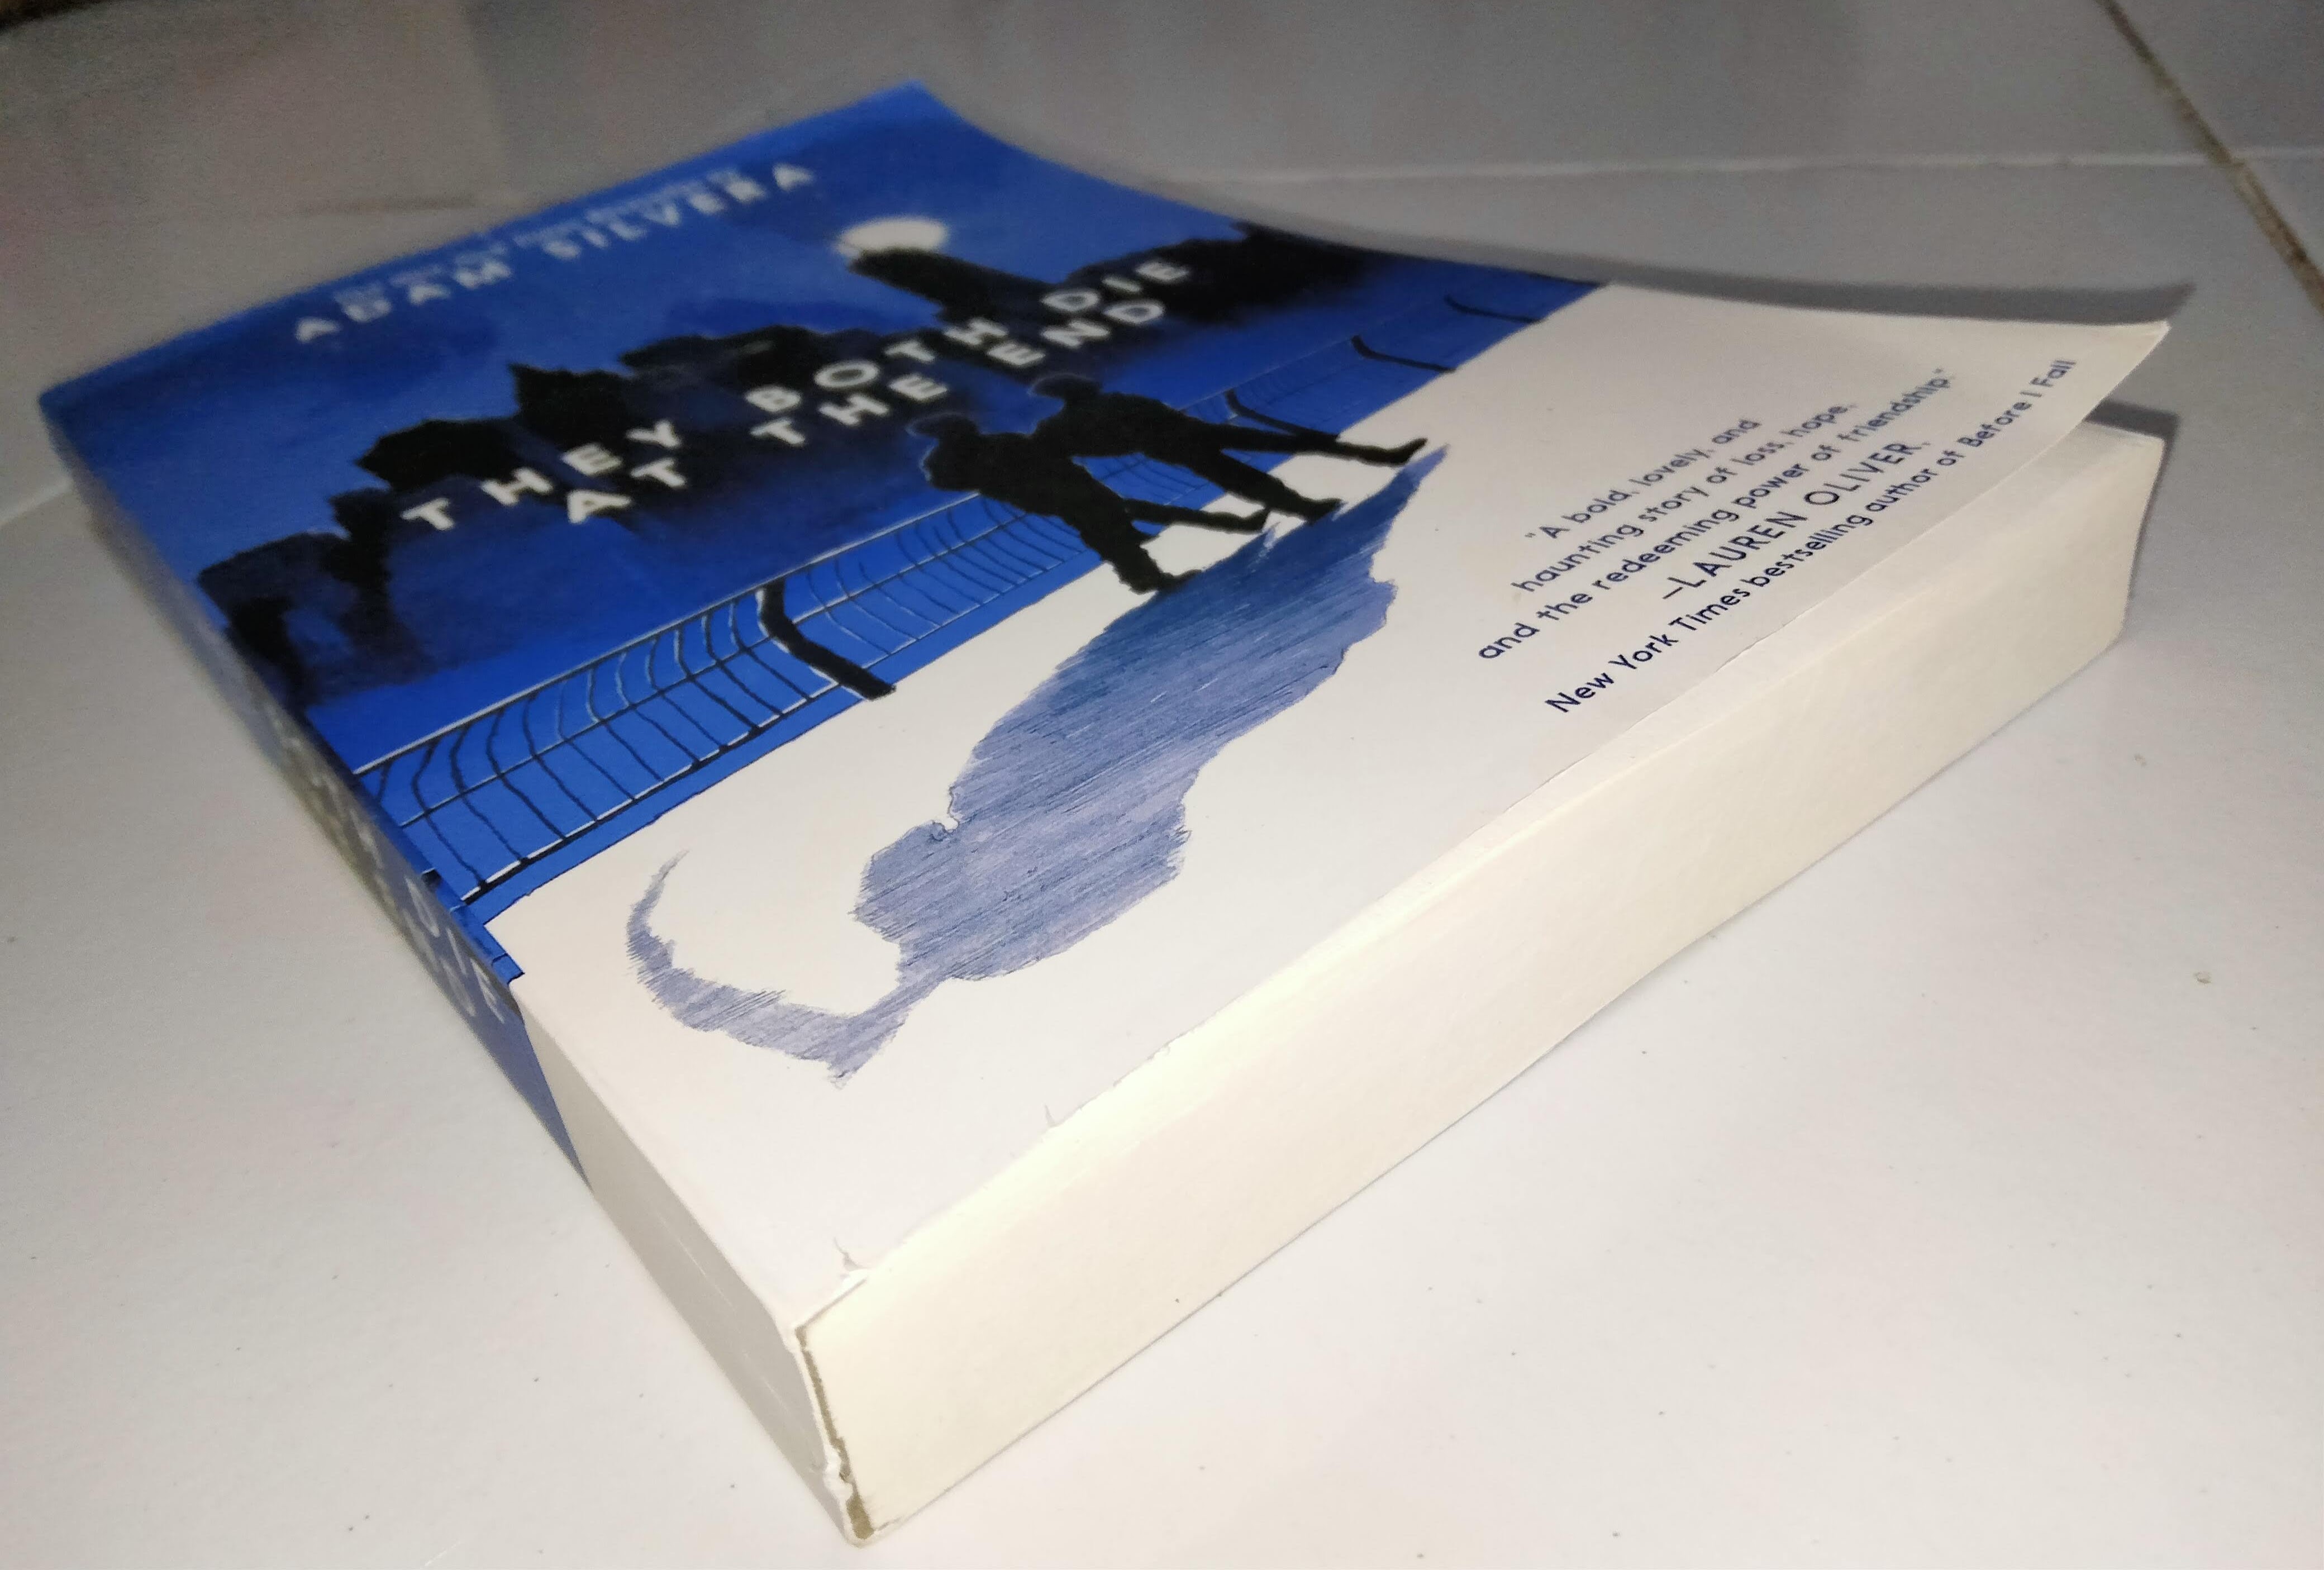 ADAM SILVERA
THEY BOTH DIE
AT THE END
"A bold, lovely, and
haunting story of loss, hope,
and the redeeming power of friendship."
—LAUREN OLIVER,
New York Times bestselling author of Before I Fall